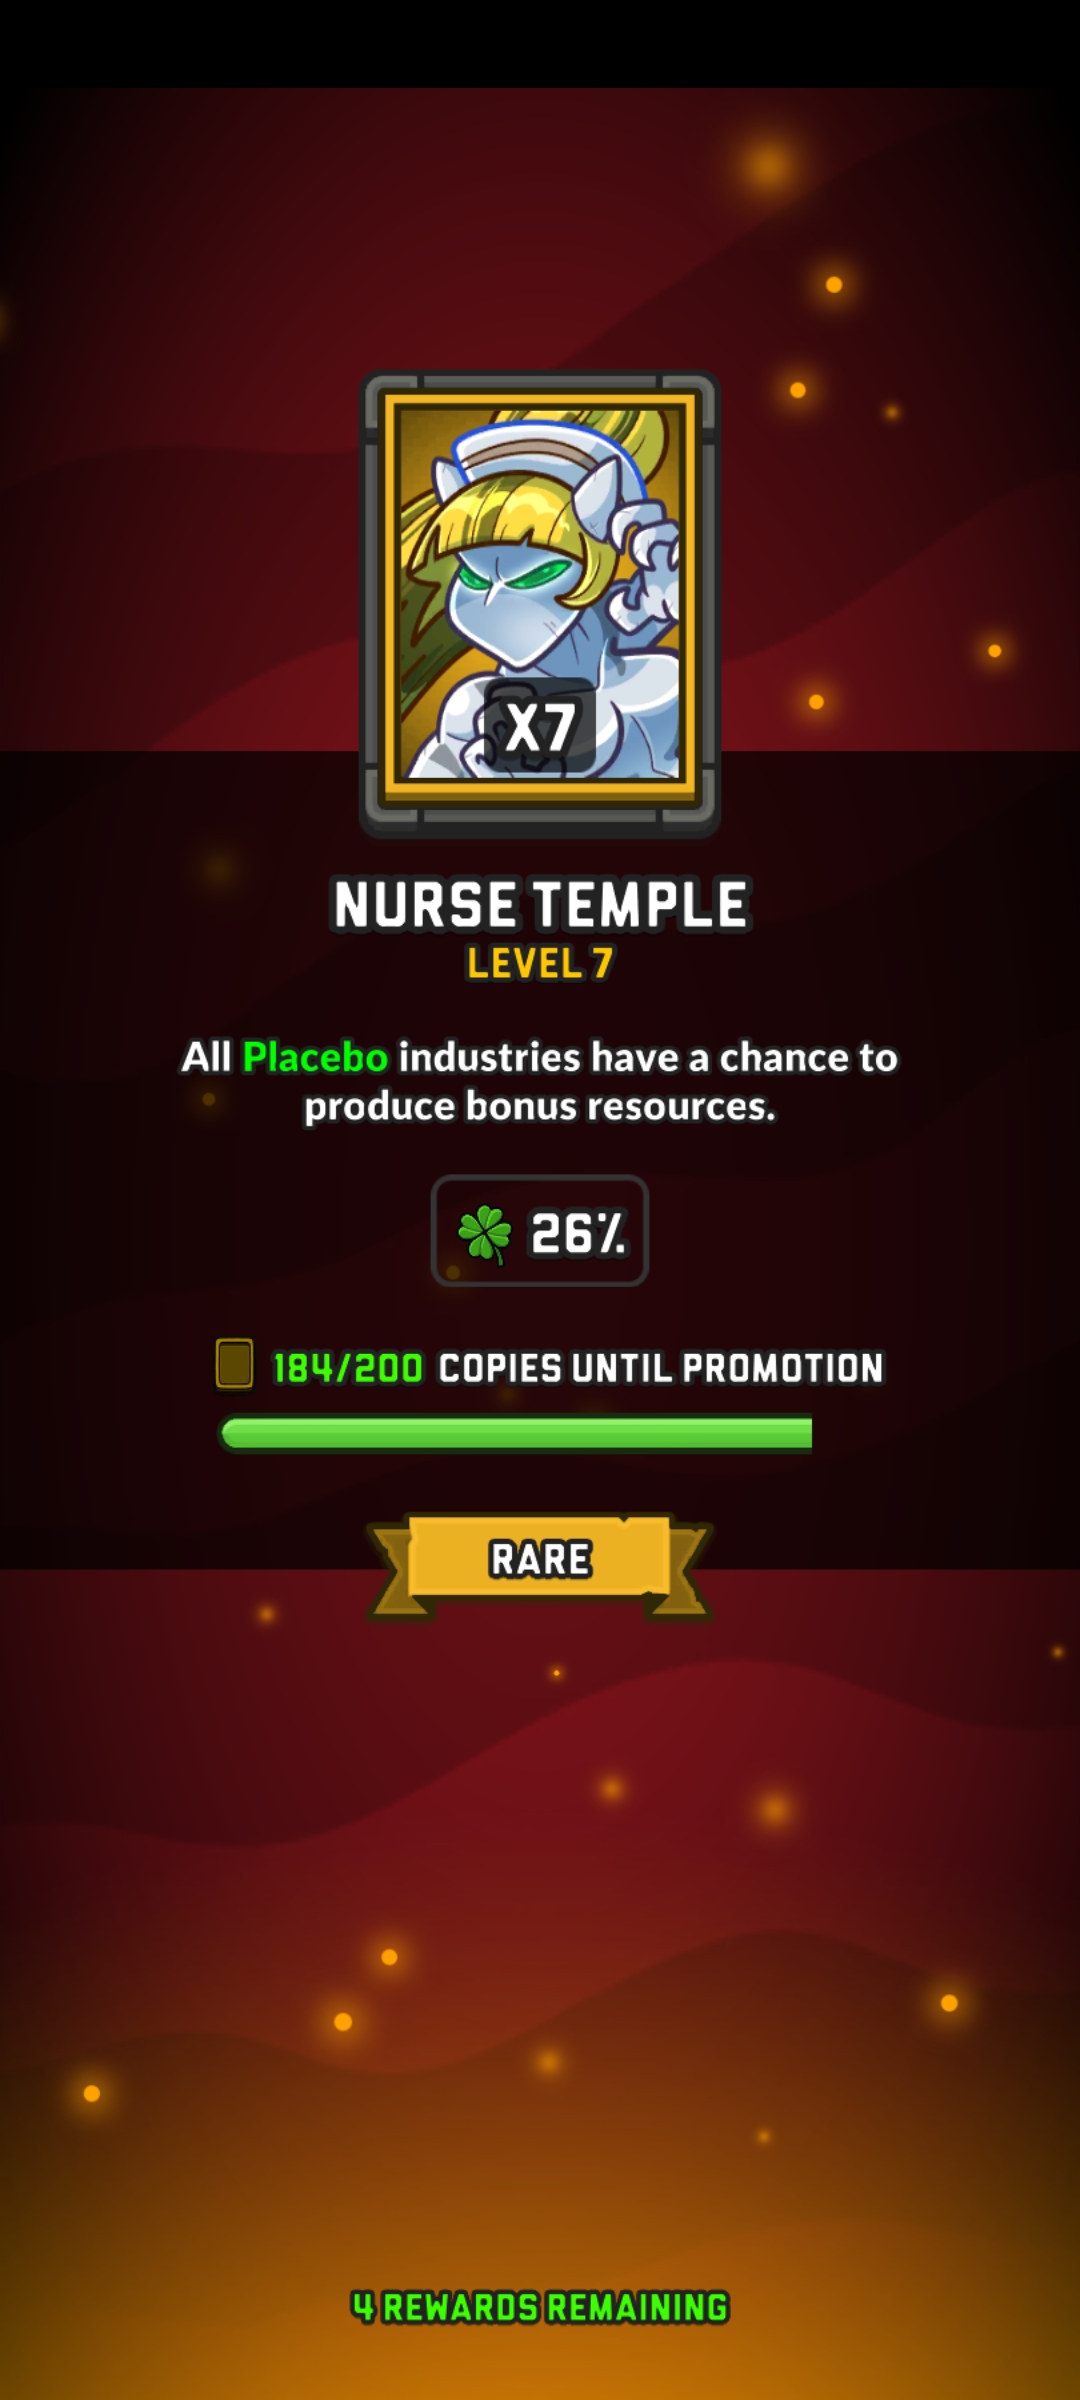 X7
NURSE TEMPLE
LEVEL 7
All Placebo industries have a chance to
produce bonus resources.
26%
184/200 COPIES UNTIL PROMOTION
RARE
4 REWARDS REMAINING